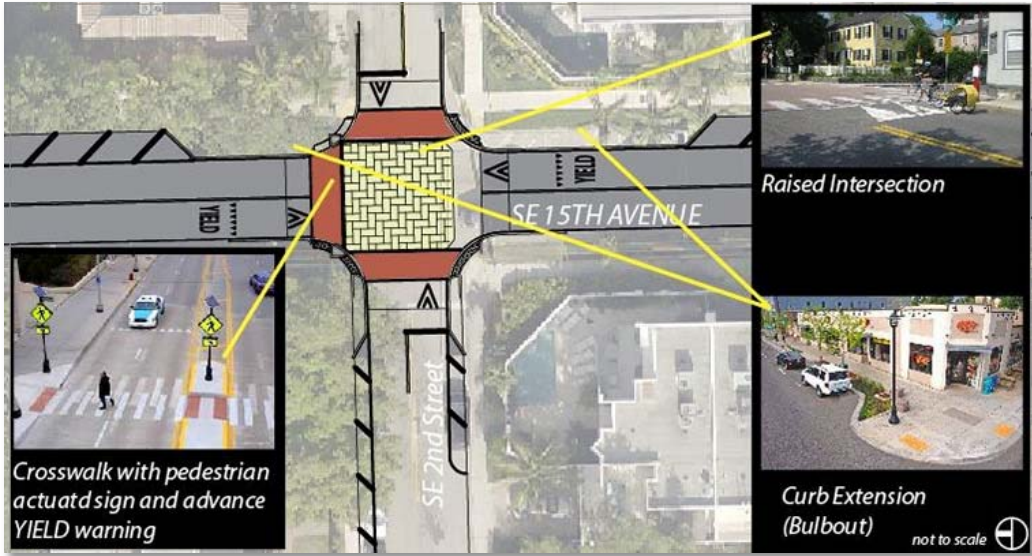 Raised Intersection
YIELD
YIELD
SE 15TH AVENUE
SE 2nd Street
Crosswalk with pedestrian
actuatd sign and advance
YIELD warning
Curb Extension
(Bulbout)
not to scale